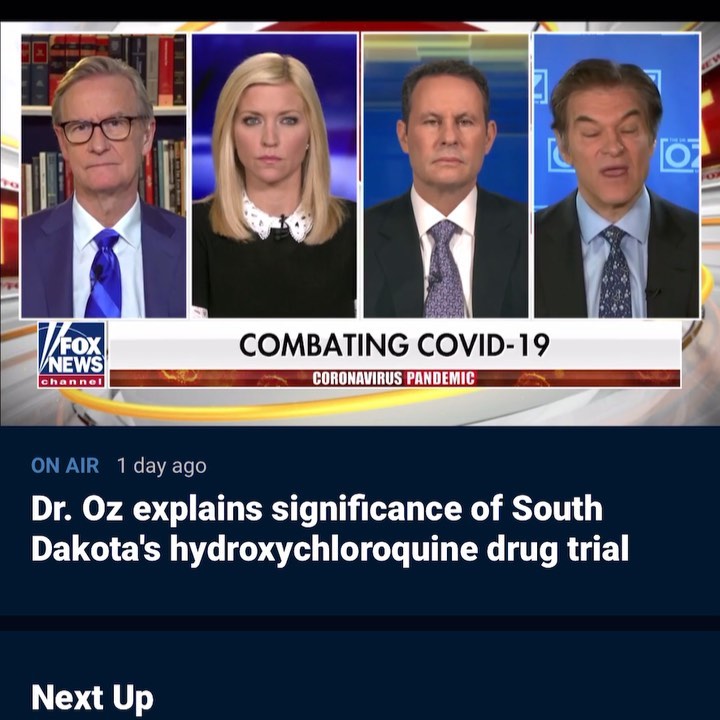 OZ
FOX
NEWS
channel
COMBATING COVID-19
CORONAVIRUS PANDEMIC
ON AIR 1 day ago
Dr. Oz explains significance of South
Dakota's hydroxychloroquine drug trial
Next Up